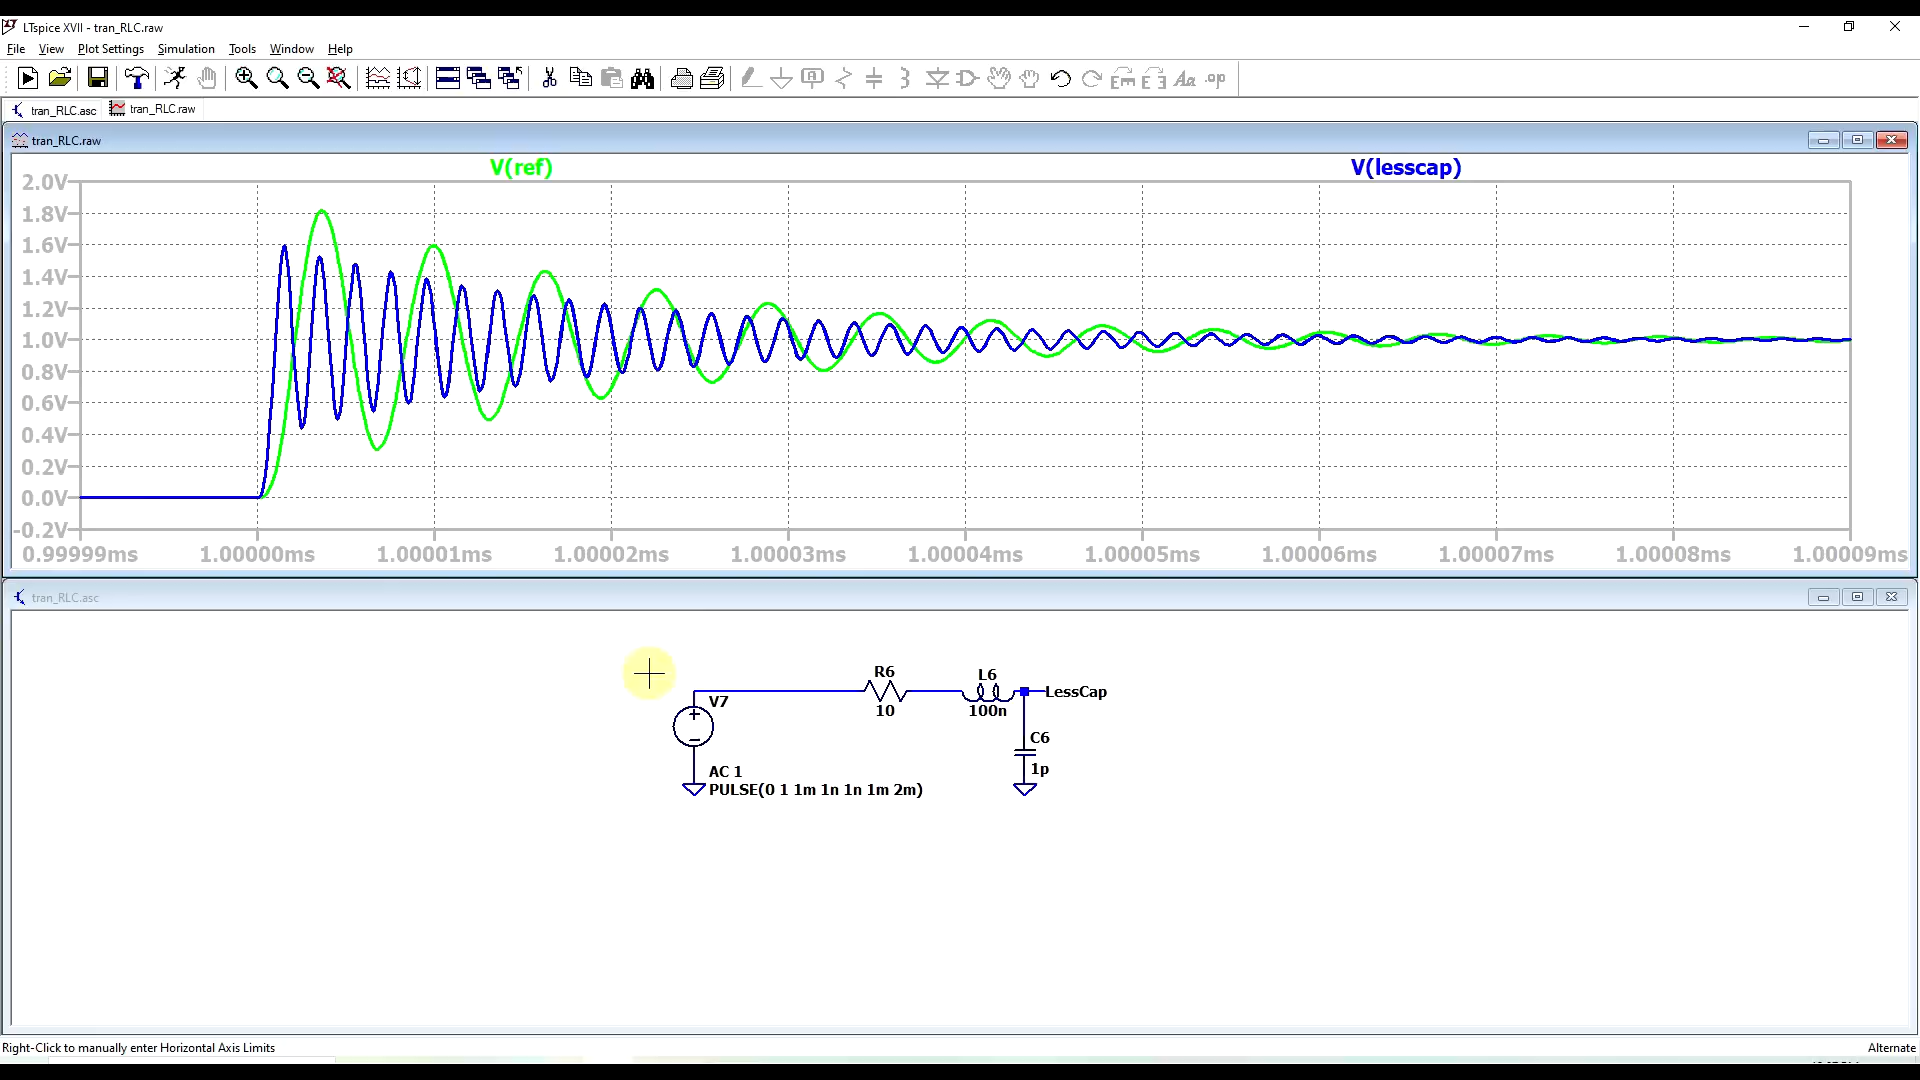 LTspice XVII - tran_RLC.raw
File View Plot Settings Simulation Tools Window Help
tran_RLC.asc tran_RLC.raw
tran_RLC.raw
V(ref) V(lesscap)
2.0V
1.8V
1.6V
1.4V
1.2V
1.0V
0.8V
0.6V
0.4V
0.2V
0.0V
-0.2V
0.99999ms 1.00000ms 1.00001ms 1.00002ms 1.00003ms 1.00004ms 1.00005ms 1.00006ms 1.00007ms 1.00008ms 1.00009ms
tran_RLC.asc
R6
10
L6
100n
LessCap
V7
C6
1p
AC 1
PULSE(0 1 1m 1n 1n 1m 2m)
Right-Click to manually enter Horizontal Axis Limits
Alternate